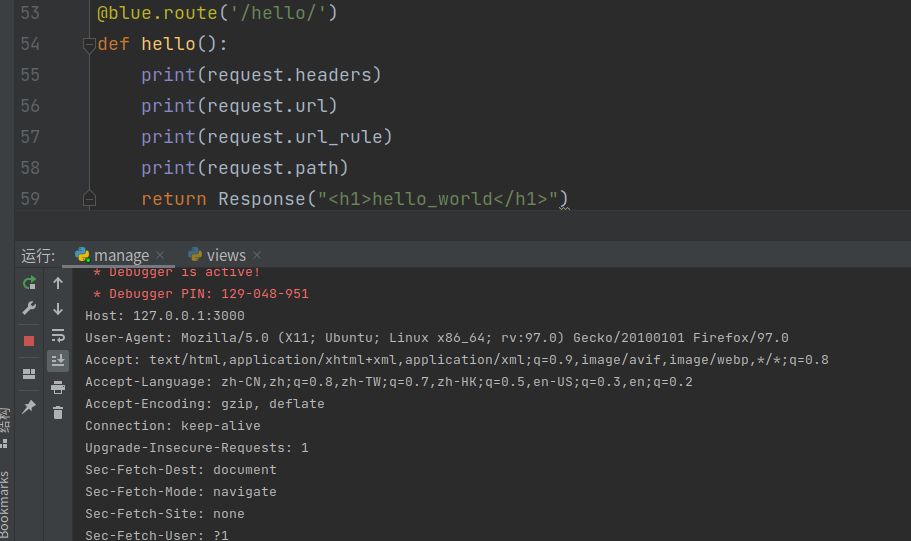 53 @blue.route('/hello/')
54 def hello():
55 print(request.headers)
56 print(request.url)
57 print(request.url_rule)
58 print(request.path)
59 return Response("<h1>hello_world</h1>")
运行: manage × views ×
* Debugger is active!
* Debugger PIN: 129-048-951
Host: 127.0.0.1:3000
User-Agent: Mozilla/5.0 (X11; Ubuntu; Linux x86_64; rv:97.0) Gecko/20100101 Firefox/97.0
Accept: text/html,application/xhtml+xml,application/xml;q=0.9,image/avif,image/webp,*/*;q=0.8
Accept-Language: zh-CN,zh;q=0.8,zh-TW;q=0.7,zh-HK;q=0.5,en-US;q=0.3,en;q=0.2
Accept-Encoding: gzip, deflate
Connection: keep-alive
Upgrade-Insecure-Requests: 1
Sec-Fetch-Dest: document
Sec-Fetch-Mode: navigate
Sec-Fetch-Site: none
Sec-Fetch-User: ?1
结构
Bookmarks